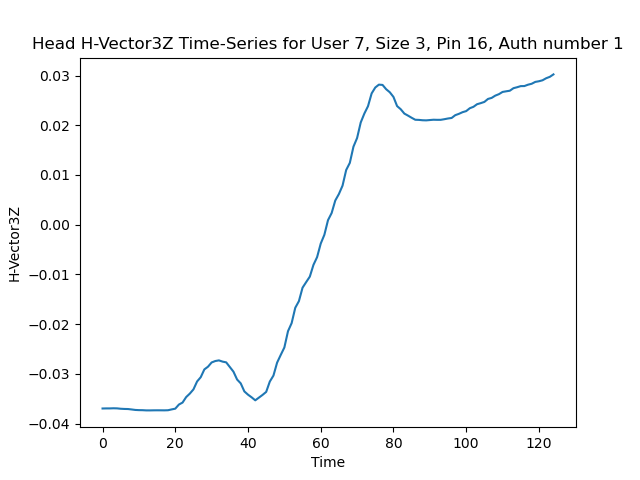 Head H-Vector3Z Time-Series for User 7, Size 3, Pin 16, Auth number 1
H-Vector3Z
0.03
0.02
0.01
0.00
−0.01
−0.02
−0.03
−0.04
0 20 40 60 80 100 120
Time